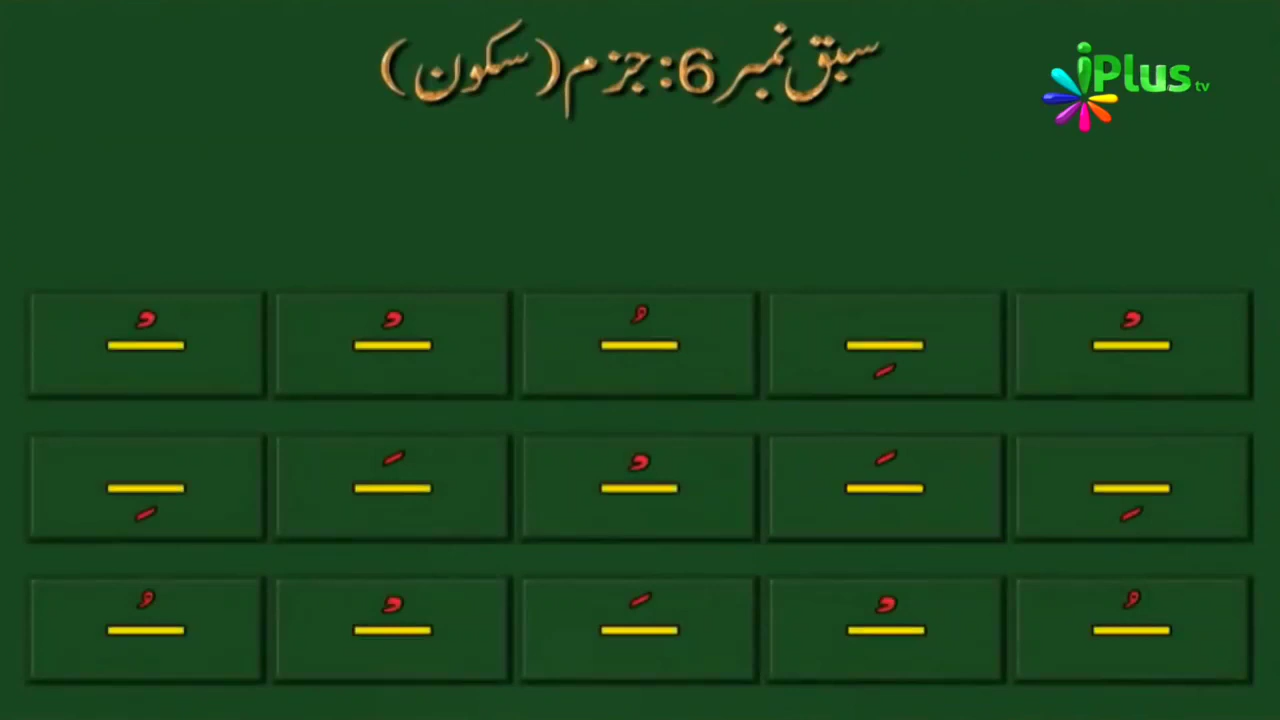 سبق نمبر 6: جزم (سکون)
iPlus tv
ـْ ـِ ـُ ـْ ـْ
ـِ ـَ ـْ ـَ ـِ
ـُ ـْ ـَ ـْ ـُ